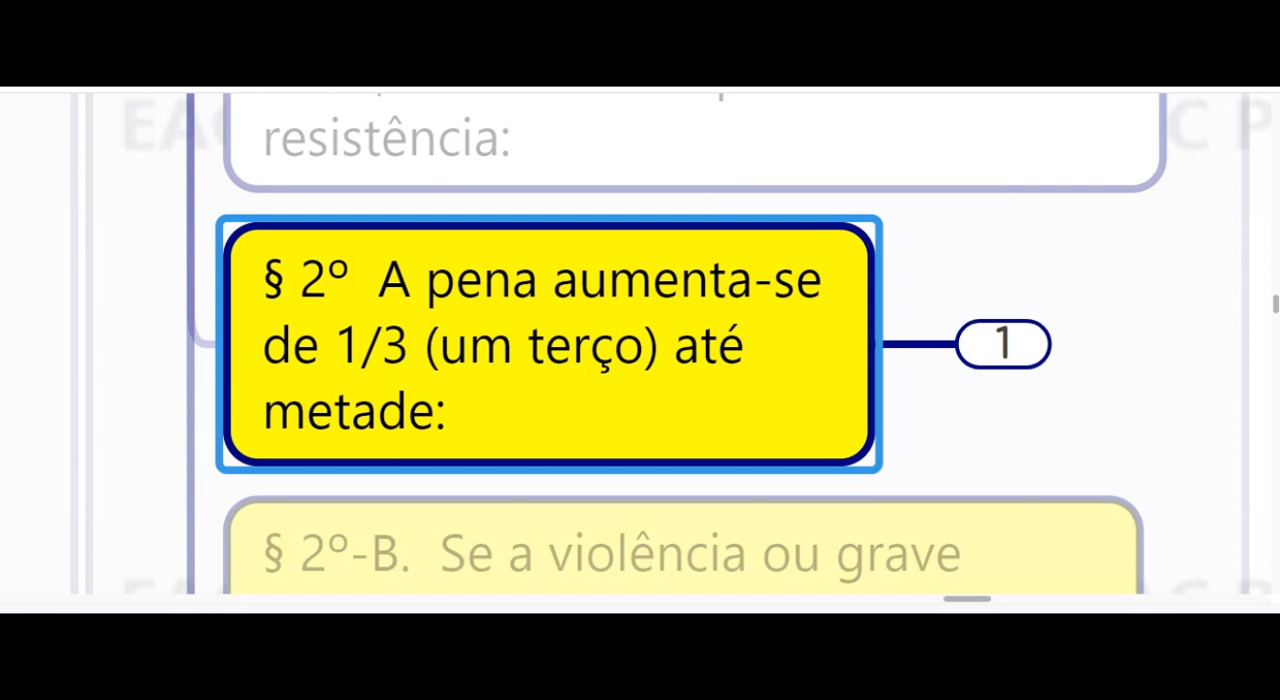 resistência:
§ 2º A pena aumenta-se
de 1/3 (um terço) até
metade:
1
§ 2º-B. Se a violência ou grave